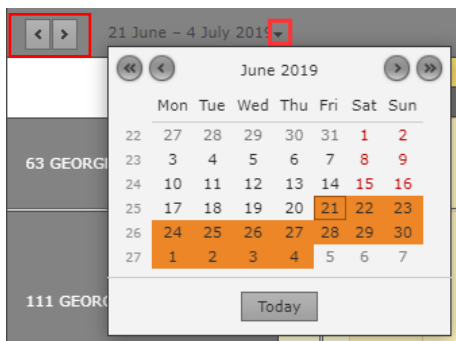 21 June – 4 July 2019
June 2019
Mon Tue Wed Thu Fri Sat Sun
22 27 28 29 30 31 1 2
23 3 4 5 6 7 8 9
24 10 11 12 13 14 15 16
25 17 18 19 20 21 22 23
26 24 25 26 27 28 29 30
27 1 2 3 4 5 6 7
63
111
Today